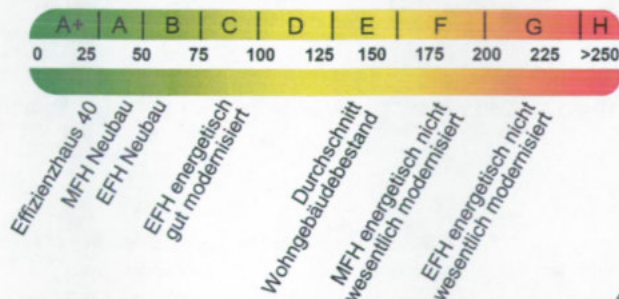 A+ A B C D E F G H
0 25 50 75 100 125 150 175 200 225 >250
Effizienzhaus 40
MFH Neubau
EFH Neubau
EFH energetisch
gut modernisiert
Durchschnitt
Wohngebäudebestand
MFH energetisch nicht
wesentlich modernisiert
EFH energetisch nicht
wesentlich modernisiert